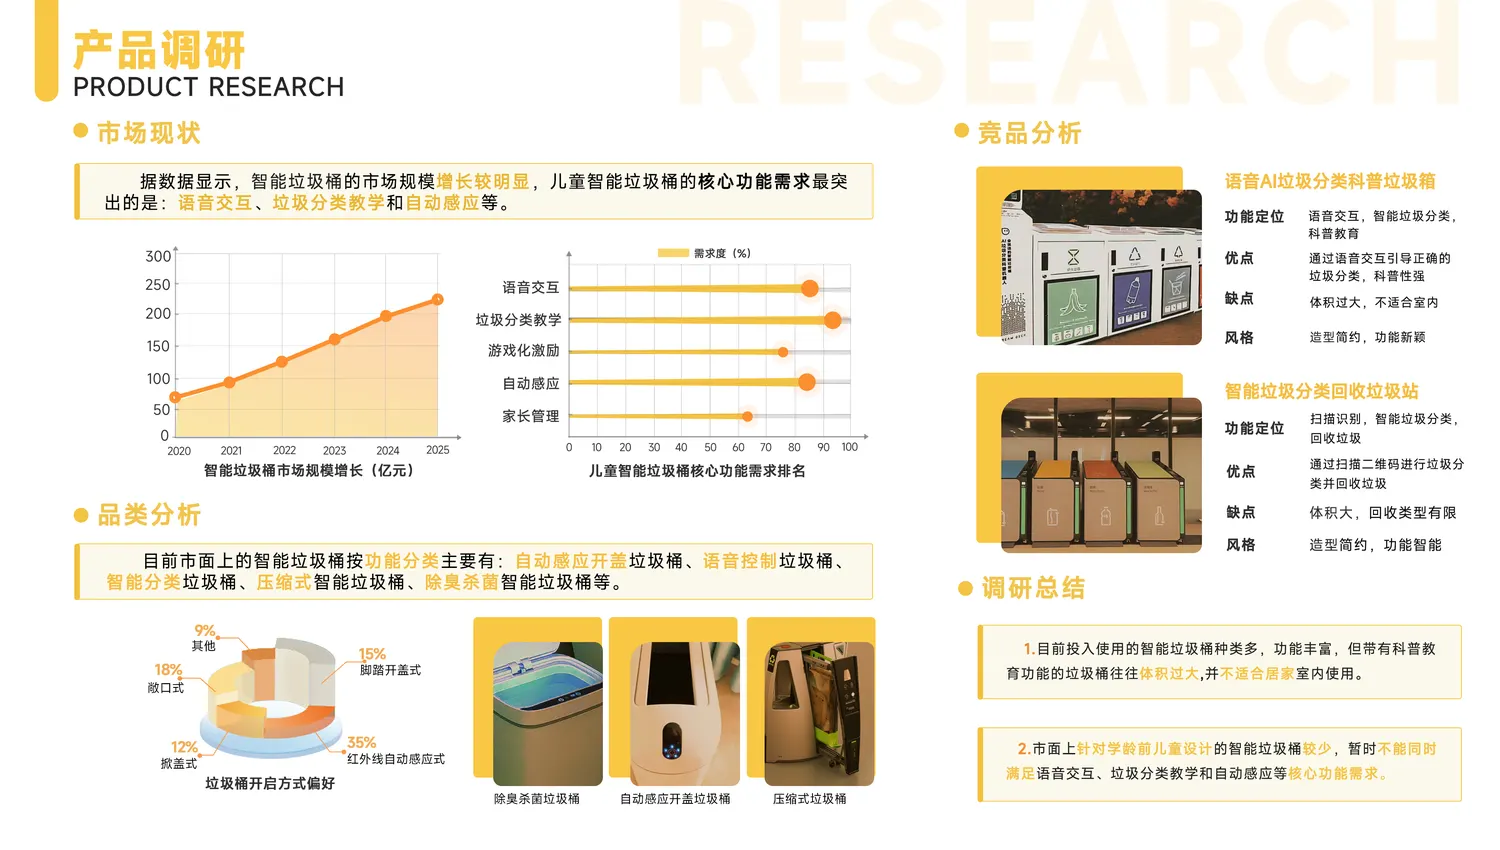 RESEARCH
产品调研
PRODUCT RESEARCH
市场现状
据数据显示，智能垃圾桶的市场规模增长较明显，儿童智能垃圾桶的核心功能需求最突
出的是：语音交互、垃圾分类教学和自动感应等。
300
250
200
150
100
50
0
2020
2021
2022
2023
2024
2025
智能垃圾桶市场规模增长（亿元）
需求度（%）
语音交互
垃圾分类教学
游戏化激励
自动感应
家长管理
0
10
20
30
40
50
60
70
80
90
100
儿童智能垃圾桶核心功能需求排名
品类分析
目前市面上的智能垃圾桶按功能分类主要有：自动感应开盖垃圾桶、语音控制垃圾桶、
智能分类垃圾桶、压缩式智能垃圾桶、除臭杀菌智能垃圾桶等。
9%
其他
15%
脚踏开盖式
18%
敞口式
12%
掀盖式
35%
红外线自动感应式
垃圾桶开启方式偏好
除臭杀菌垃圾桶
自动感应开盖垃圾桶
压缩式垃圾桶
竞品分析
语音AI垃圾分类科普垃圾箱
功能定位
语音交互，智能垃圾分类，
科普教育
优点
通过语音交互引导正确的
垃圾分类，科普性强
缺点
体积过大，不适合室内
风格
造型简约，功能新颖
智能垃圾分类回收垃圾站
功能定位
扫描识别，智能垃圾分类，
回收垃圾
优点
通过扫描二维码进行垃圾分
类并回收垃圾
缺点
体积大，回收类型有限
风格
造型简约，功能智能
调研总结
1.目前投入使用的智能垃圾桶种类多，功能丰富，但带有科普教
育功能的垃圾桶往往体积过大,并不适合居家室内使用。
2.市面上针对学龄前儿童设计的智能垃圾桶较少，暂时不能同时
满足语音交互、垃圾分类教学和自动感应等核心功能需求。